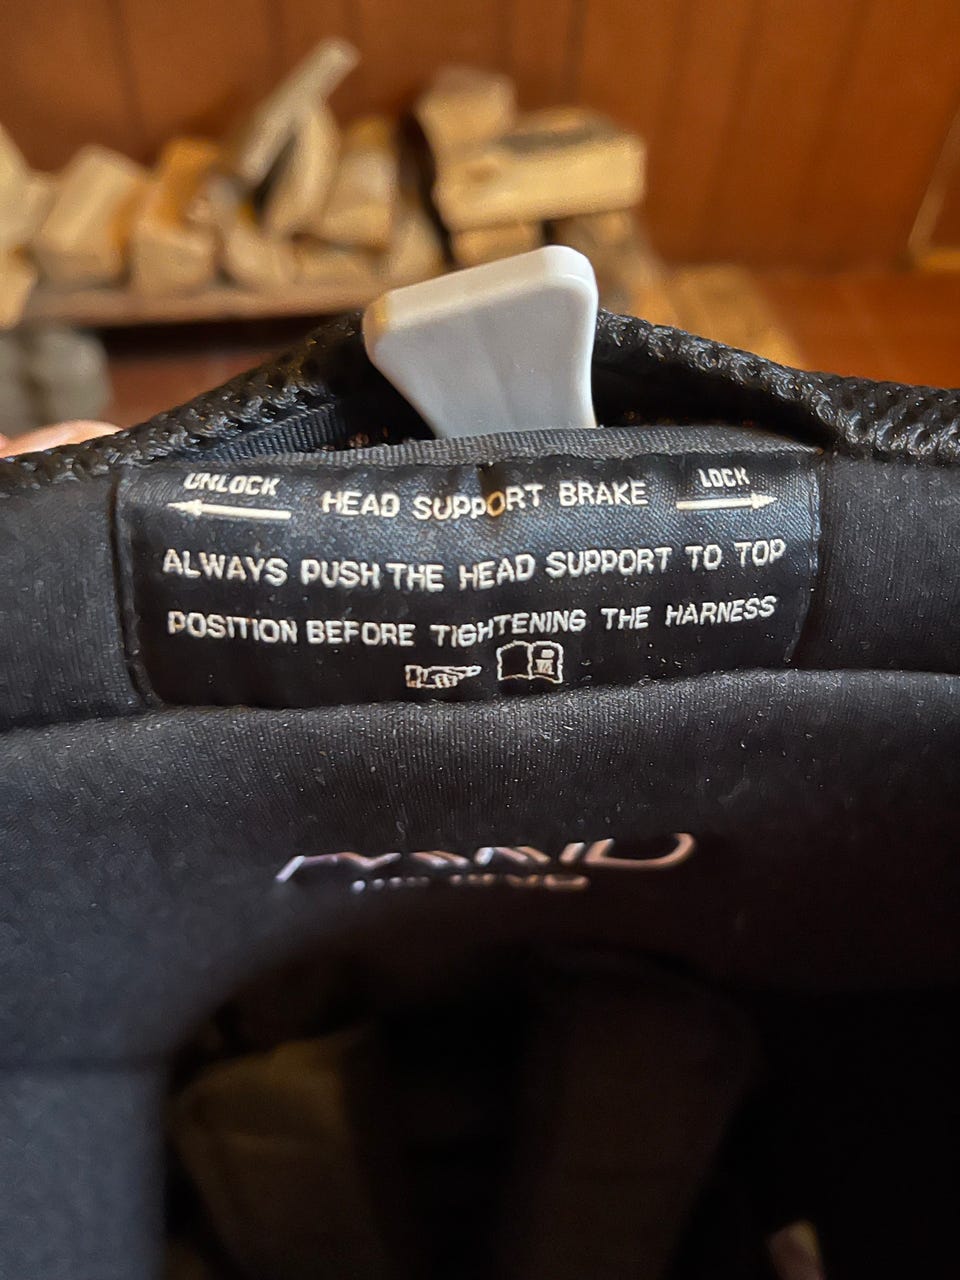 UNLOCK HEAD SUPPORT BRAKE LOCK
ALWAYS PUSH THE HEAD SUPPORT TO TOP
POSITION BEFORE TIGHTENING THE HARNESS